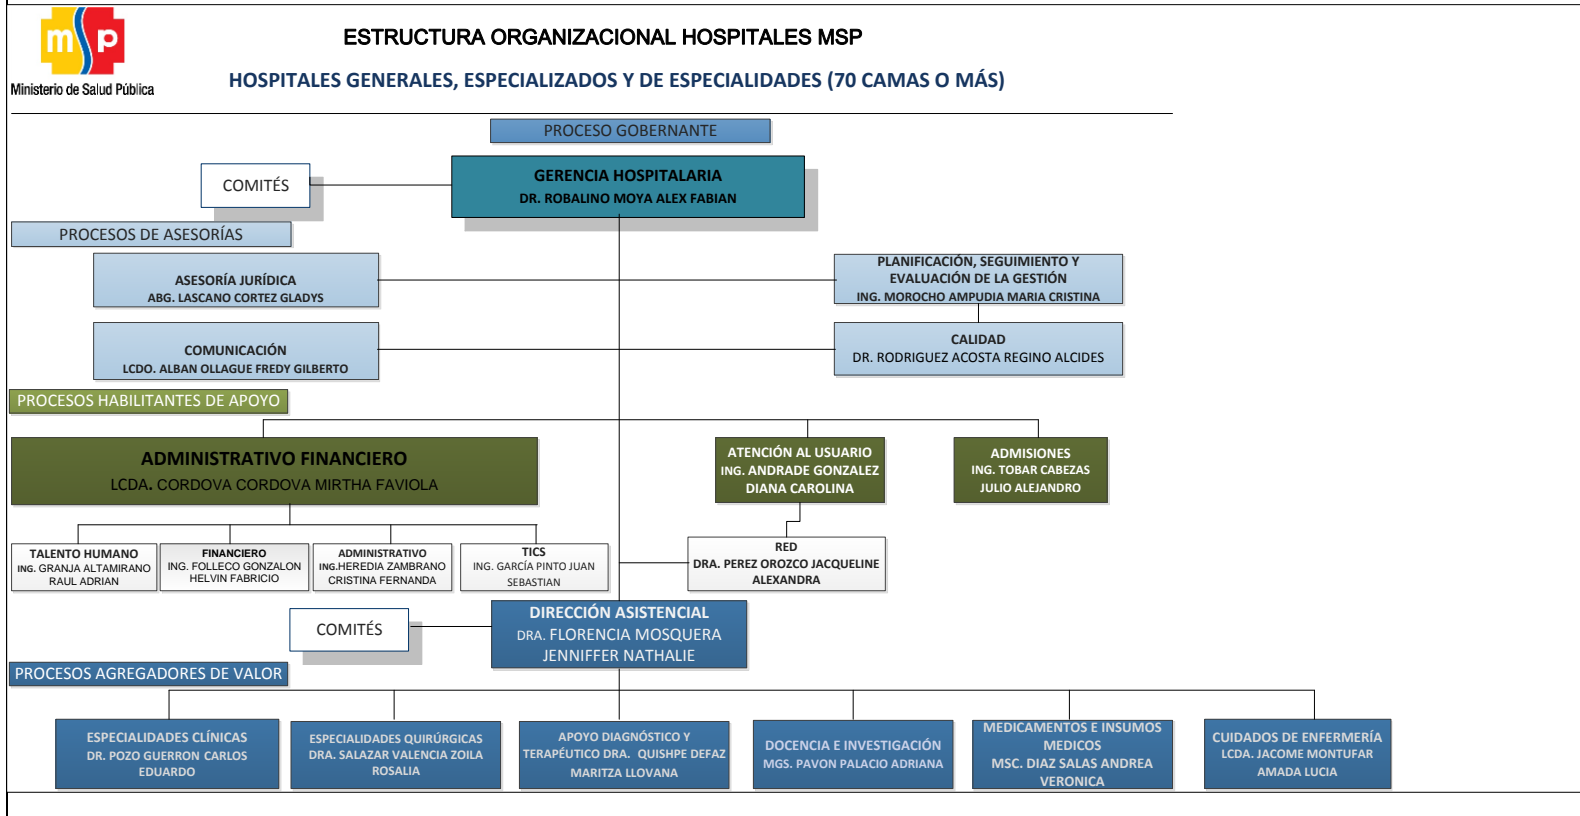 msp
Ministerio de Salud Pública
ESTRUCTURA ORGANIZACIONAL HOSPITALES MSP
HOSPITALES GENERALES, ESPECIALIZADOS Y DE ESPECIALIDADES (70 CAMAS O MÁS)
PROCESO GOBERNANTE
COMITÉS
GERENCIA HOSPITALARIA
DR. ROBALINO MOYA ALEX FABIAN
PROCESOS DE ASESORÍAS
ASESORÍA JURÍDICA
ABG. LASCANO CORTEZ GLADYS
PLANIFICACIÓN, SEGUIMIENTO Y
EVALUACIÓN DE LA GESTIÓN
ING. MOROCHO AMPUDIA MARIA CRISTINA
COMUNICACIÓN
LCDO. ALBAN OLLAGUE FREDY GILBERTO
CALIDAD
DR. RODRIGUEZ ACOSTA REGINO ALCIDES
PROCESOS HABILITANTES DE APOYO
ADMINISTRATIVO FINANCIERO
LCDA. CORDOVA CORDOVA MIRTHA FAVIOLA
ATENCIÓN AL USUARIO
ING. ANDRADE GONZALEZ
DIANA CAROLINA
ADMISIONES
ING. TOBAR CABEZAS
JULIO ALEJANDRO
TALENTO HUMANO
ING. GRANJA ALTAMIRANO
RAUL ADRIAN
FINANCIERO
ING. FOLLECO GONZALON
HELVIN FABRICIO
ADMINISTRATIVO
ING.HEREDIA ZAMBRANO
CRISTINA FERNANDA
TICS
ING. GARCÍA PINTO JUAN
SEBASTIAN
RED
DRA. PEREZ OROZCO JACQUELINE
ALEXANDRA
COMITÉS
DIRECCIÓN ASISTENCIAL
DRA. FLORENCIA MOSQUERA
JENNIFFER NATHALIE
PROCESOS AGREGADORES DE VALOR
ESPECIALIDADES CLÍNICAS
DR. POZO GUERRON CARLOS
EDUARDO
ESPECIALIDADES QUIRÚRGICAS
DRA. SALAZAR VALENCIA ZOILA
ROSALIA
APOYO DIAGNÓSTICO Y
TERAPÉUTICO DRA. QUISHPE DEFAZ
MARITZA LLOVANA
DOCENCIA E INVESTIGACIÓN
MGS. PAVON PALACIO ADRIANA
MEDICAMENTOS E INSUMOS
MEDICOS
MSC. DIAZ SALAS ANDREA
VERONICA
CUIDADOS DE ENFERMERÍA
LCDA. JACOME MONTUFAR
AMADA LUCIA